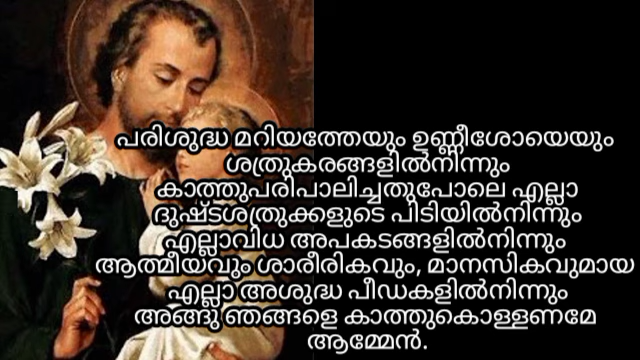 പരിശുദ്ധ മറിയത്തേയും ഉണ്ണീശോയെയും
ശത്രുകരങ്ങളിൽനിന്നും
കാത്തുപരിപാലിച്ചതുപോലെ എല്ലാ
ദുഷ്ടശത്രുക്കളുടെ പിടിയിൽനിന്നും
എല്ലാവിധ അപകടങ്ങളിൽനിന്നും
ആത്മീയവും ശാരീരികവും, മാനസികവുമായ
എല്ലാ അശുദ്ധ പീഡകളിൽനിന്നും
അങ്ങു ഞങ്ങളെ കാത്തുകൊള്ളണമേ
ആമ്മേൻ.